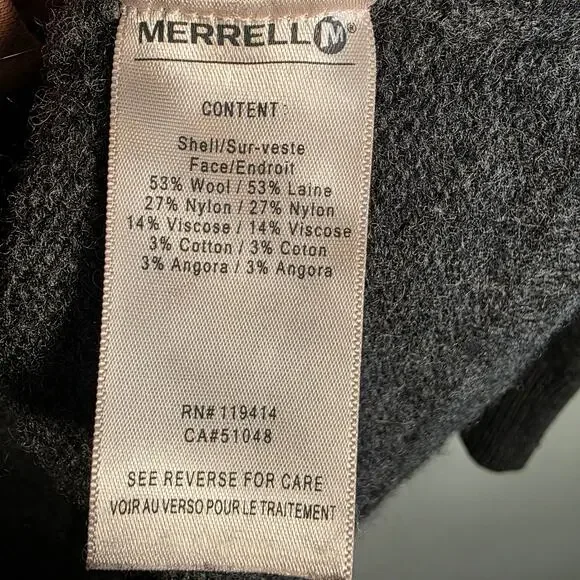 MERRELL M®
CONTENT:
Shell/Sur-veste
Face/Endroit
53% Wool / 53% Laine
27% Nylon / 27% Nylon
14% Viscose / 14% Viscose
3% Cotton / 3% Coton
3% Angora / 3% Angora
RN# 119414
CA#51048
SEE REVERSE FOR CARE
VOIR AU VERSO POUR LE TRAITEMENT